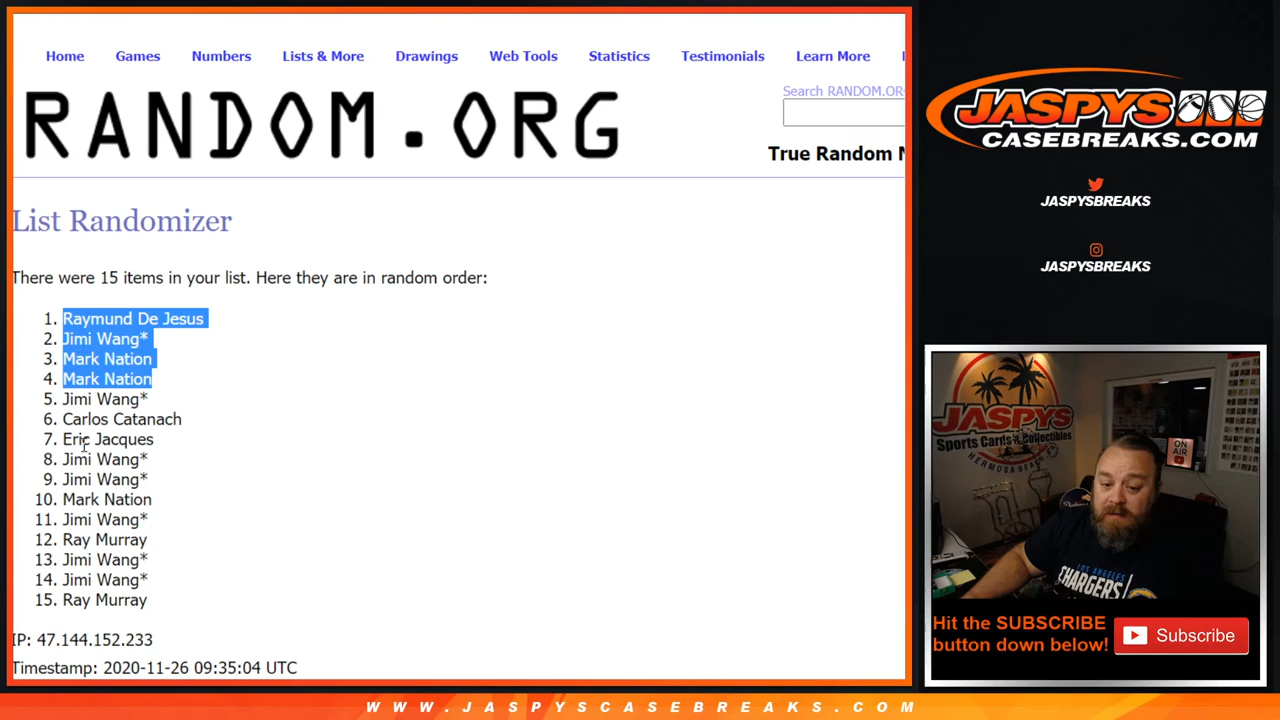 Home Games Numbers Lists & More Drawings Web Tools Statistics Testimonials Learn More
RANDOM.ORG
Search RANDOM.OR
True Random
List Randomizer
There were 15 items in your list. Here they are in random order:
1. Raymund De Jesus
2. Jimi Wang*
3. Mark Nation
4. Mark Nation
5. Jimi Wang*
6. Carlos Catanach
7. Eric Jacques
8. Jimi Wang*
9. Jimi Wang*
10. Mark Nation
11. Jimi Wang*
12. Ray Murray
13. Jimi Wang*
14. Jimi Wang*
15. Ray Murray
IP: 47.144.152.233
Timestamp: 2020-11-26 09:35:04 UTC
JASPYS
CASEBREAKS.COM
JASPYSBREAKS
JASPYSBREAKS
JASPYS
Sports Cards & Collectibles
HERMOSA BEACH
ON
AIR
LOS ANGELES
CHARGERS
Hit the SUBSCRIBE
button down below!
Subscribe
WWW.JASPYSCASEBREAKS.COM